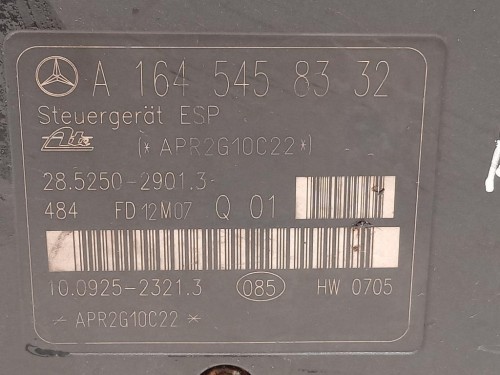 A 164 545 83 32
Steuergerät ESP
Ate (* APR2G10C22 *)
28.5250-2901.3-
484 FD 12M07 Q 01
10.0925-2321.3 085 HW 0705
* APR2G10C22 *